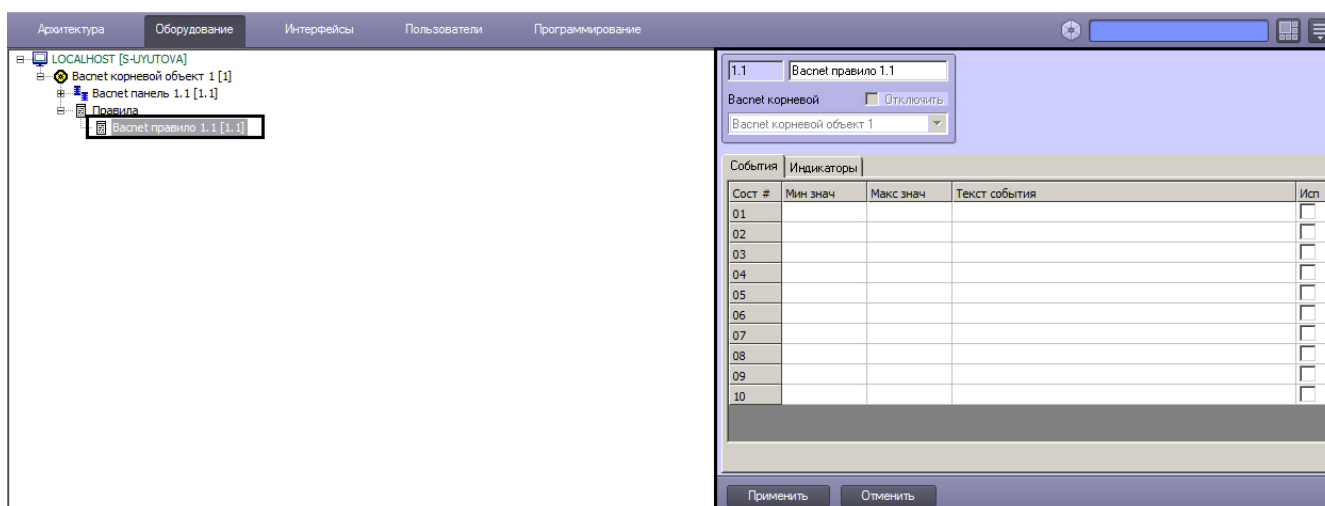 Архитектура Оборудование Интерфейсы Пользователи Программирование
LOCALHOST [S-UYUTOVA]
Bacnet корневой объект 1 [1]
Bacnet панель 1.1 [1.1]
Правила
Bacnet правило 1.1 [1.1]
1.1 Bacnet правило 1.1
Bacnet корневой Отключить
Bacnet корневой объект 1
События Индикаторы
Сост # Мин знач Макс знач Текст события Исп
01
02
03
04
05
06
07
08
09
10
Применить Отменить